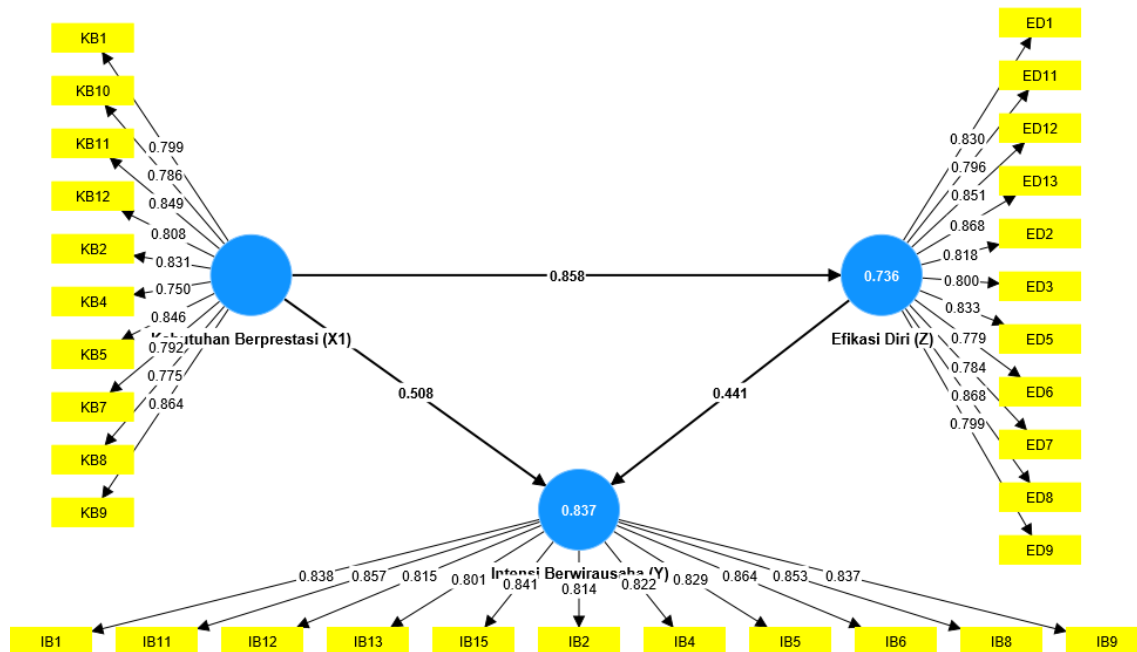 KB1
KB10
KB11
KB12
KB2
KB4
KB5
KB7
KB8
KB9
0.799
0.786
0.849
0.808
0.831
0.750
0.846
0.792
0.775
0.864
Kebutuhan Berprestasi (X1)
0.858
0.508
0.441
0.736
Efikasi Diri (Z)
0.830
0.796
0.851
0.868
0.818
0.800
0.833
0.779
0.784
0.868
0.799
ED1
ED11
ED12
ED13
ED2
ED3
ED5
ED6
ED7
ED8
ED9
0.837
Intensi Berwirausaha (Y)
0.838
0.857
0.815
0.801
0.841
0.814
0.822
0.829
0.864
0.853
0.837
IB1
IB11
IB12
IB13
IB15
IB2
IB4
IB5
IB6
IB8
IB9